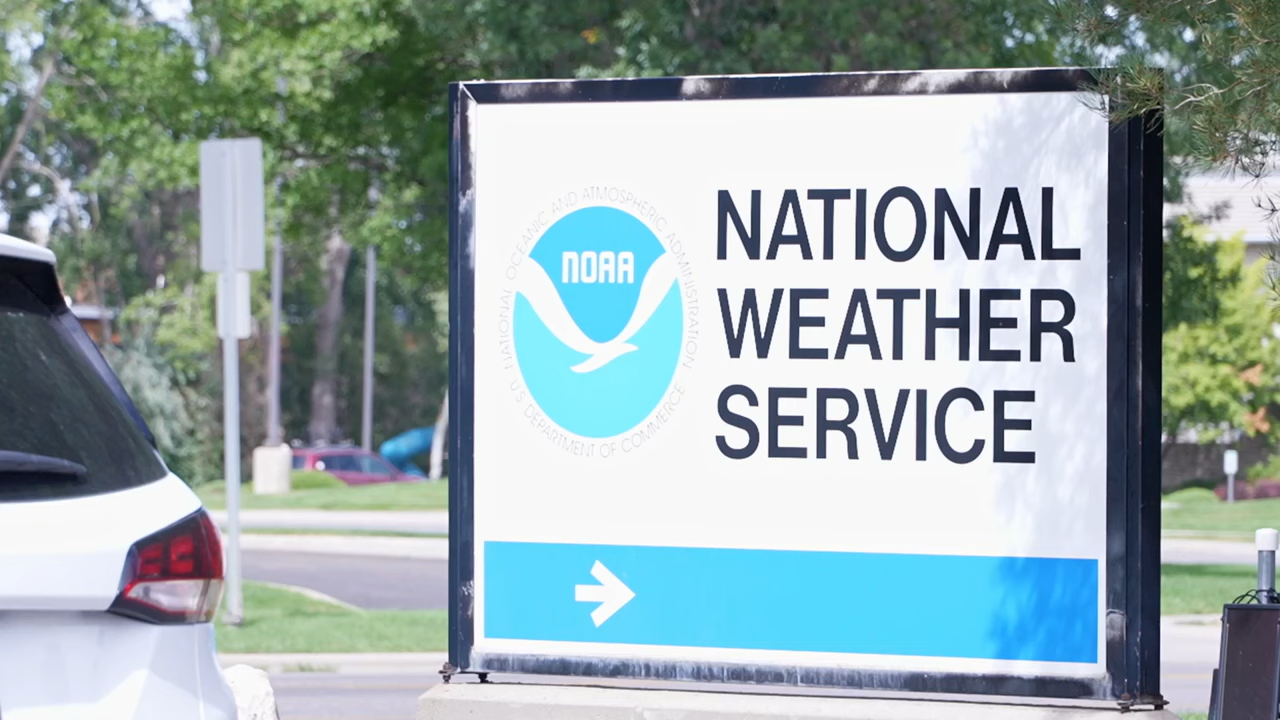 NATIONAL OCEANIC AND ATMOSPHERIC ADMINISTRATION
U.S. DEPARTMENT OF COMMERCE
NOAA
NATIONAL
WEATHER
SERVICE